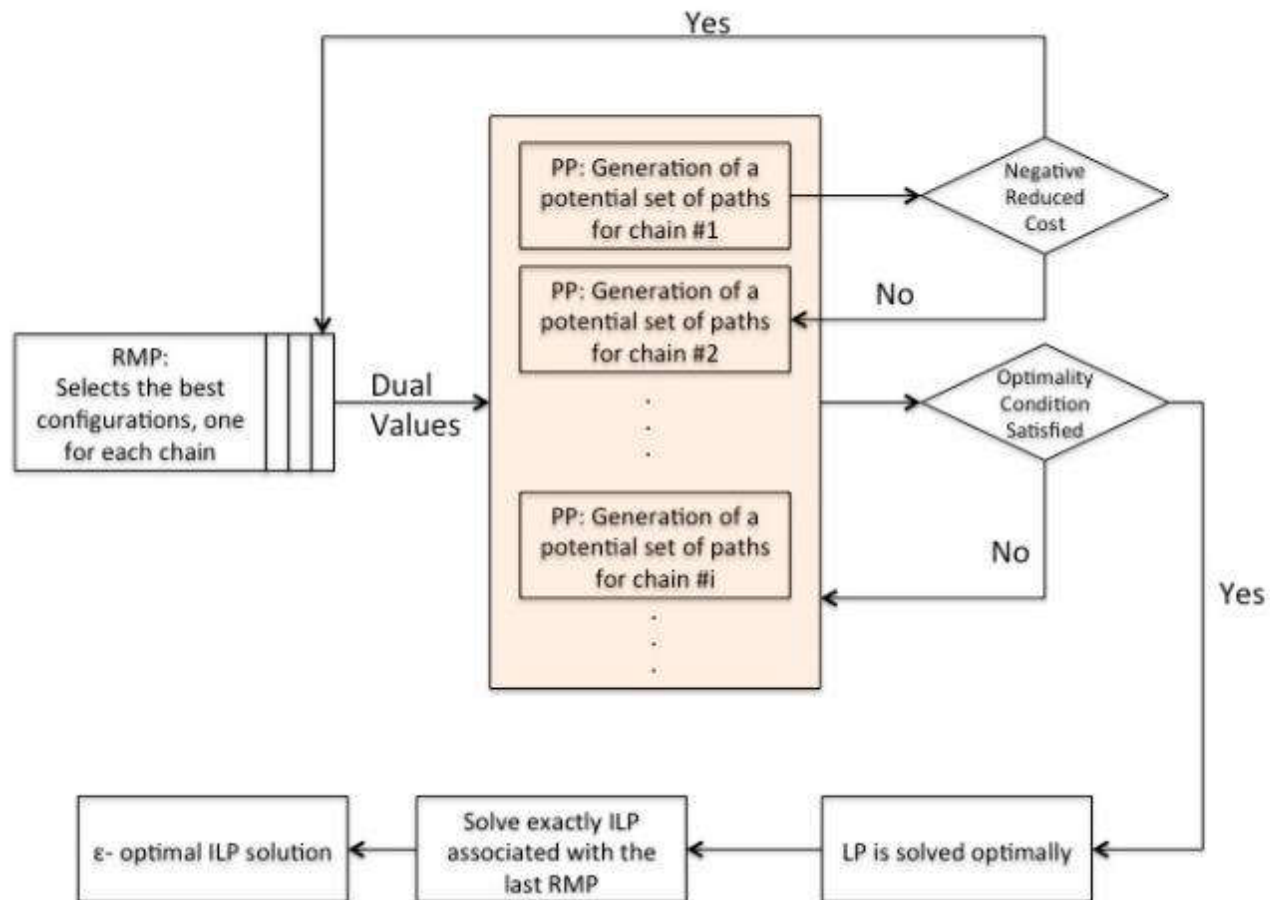 Yes
PP: Generation of a
potential set of paths
for chain #1
Negative
Reduced
Cost
No
PP: Generation of a
potential set of paths
for chain #2
RMP:
Selects the best
configurations, one
for each chain
Dual
Values
Optimality
Condition
Satisfied
PP: Generation of a
potential set of paths
for chain #i
No
Yes
ε- optimal ILP solution
Solve exactly ILP
associated with the
last RMP
LP is solved optimally